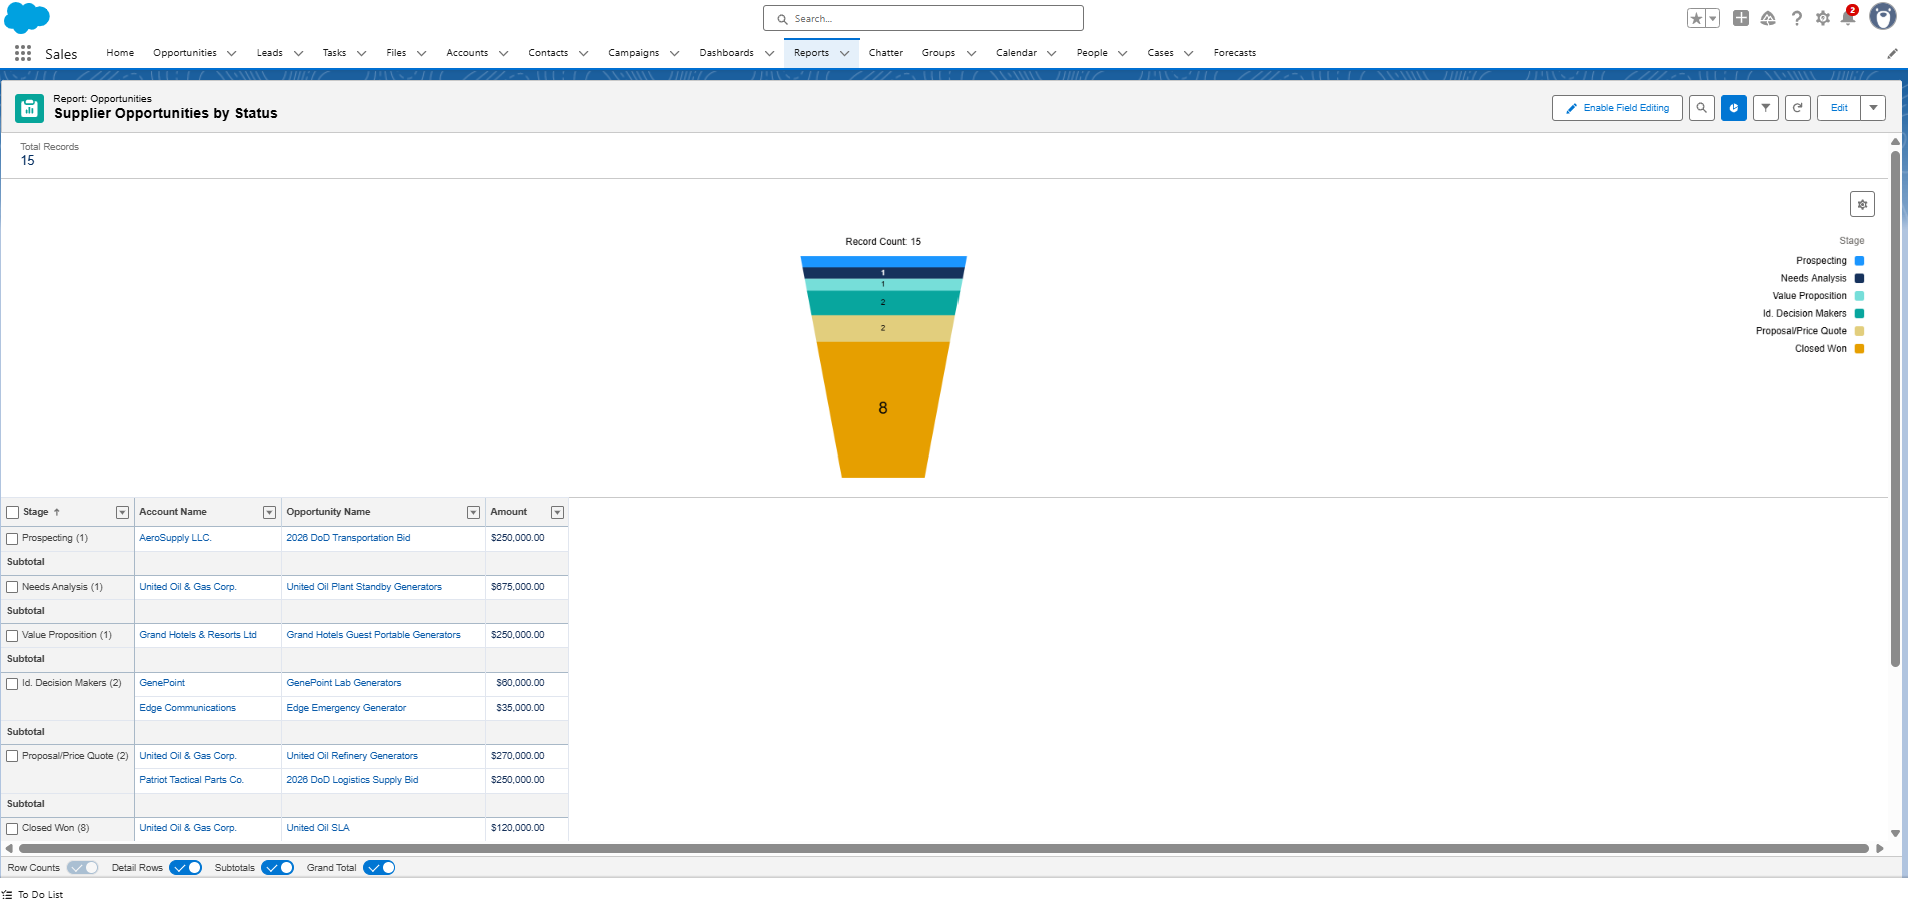 Search...
2
Sales
Home Opportunities Leads Tasks Files Accounts Contacts Campaigns Dashboards Reports Chatter Groups Calendar People Cases Forecasts
Report: Opportunities
Supplier Opportunities by Status
Enable Field Editing
Edit
Total Records
15
Record Count: 15
1
1
2
2
8
Stage
Prospecting
Needs Analysis
Value Proposition
Id. Decision Makers
Proposal/Price Quote
Closed Won
Stage ↑ Account Name Opportunity Name Amount
Prospecting (1) AeroSupply LLC. 2026 DoD Transportation Bid $250,000.00
Subtotal
Needs Analysis (1) United Oil & Gas Corp. United Oil Plant Standby Generators $675,000.00
Subtotal
Value Proposition (1) Grand Hotels & Resorts Ltd Grand Hotels Guest Portable Generators $250,000.00
Subtotal
Id. Decision Makers (2) GenePoint GenePoint Lab Generators $60,000.00
Edge Communications Edge Emergency Generator $35,000.00
Subtotal
Proposal/Price Quote (2) United Oil & Gas Corp. United Oil Refinery Generators $270,000.00
Patriot Tactical Parts Co. 2026 DoD Logistics Supply Bid $250,000.00
Subtotal
Closed Won (8) United Oil & Gas Corp. United Oil SLA $120,000.00
Row Counts Detail Rows Subtotals Grand Total
To Do List